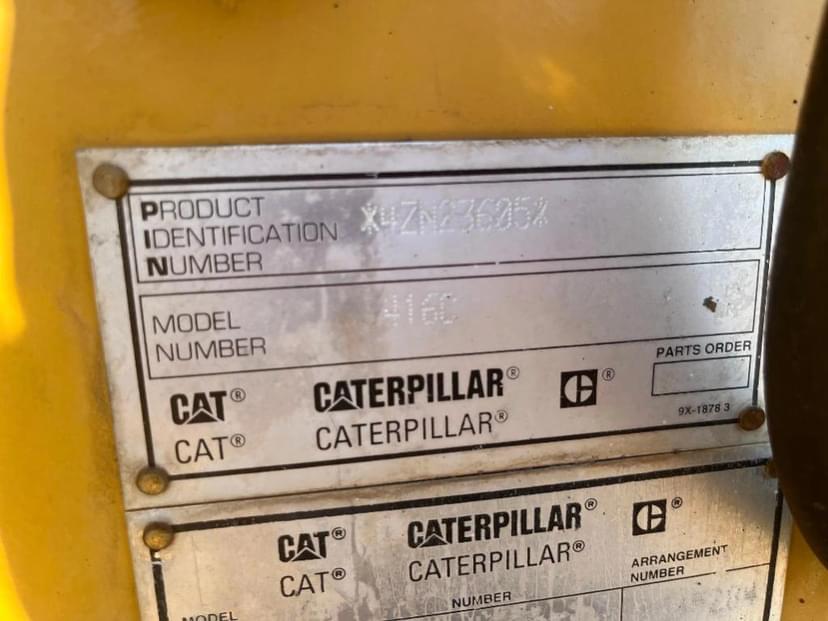 PRODUCT
IDENTIFICATION
NUMBER
*4ZN23605*
MODEL
NUMBER
416C
PARTS ORDER
CAT® CATERPILLAR® C®
CAT® CATERPILLAR®
9X-1878 3
CAT® CATERPILLAR® C®
CAT® CATERPILLAR®
ARRANGEMENT
NUMBER
MODEL
NUMBER